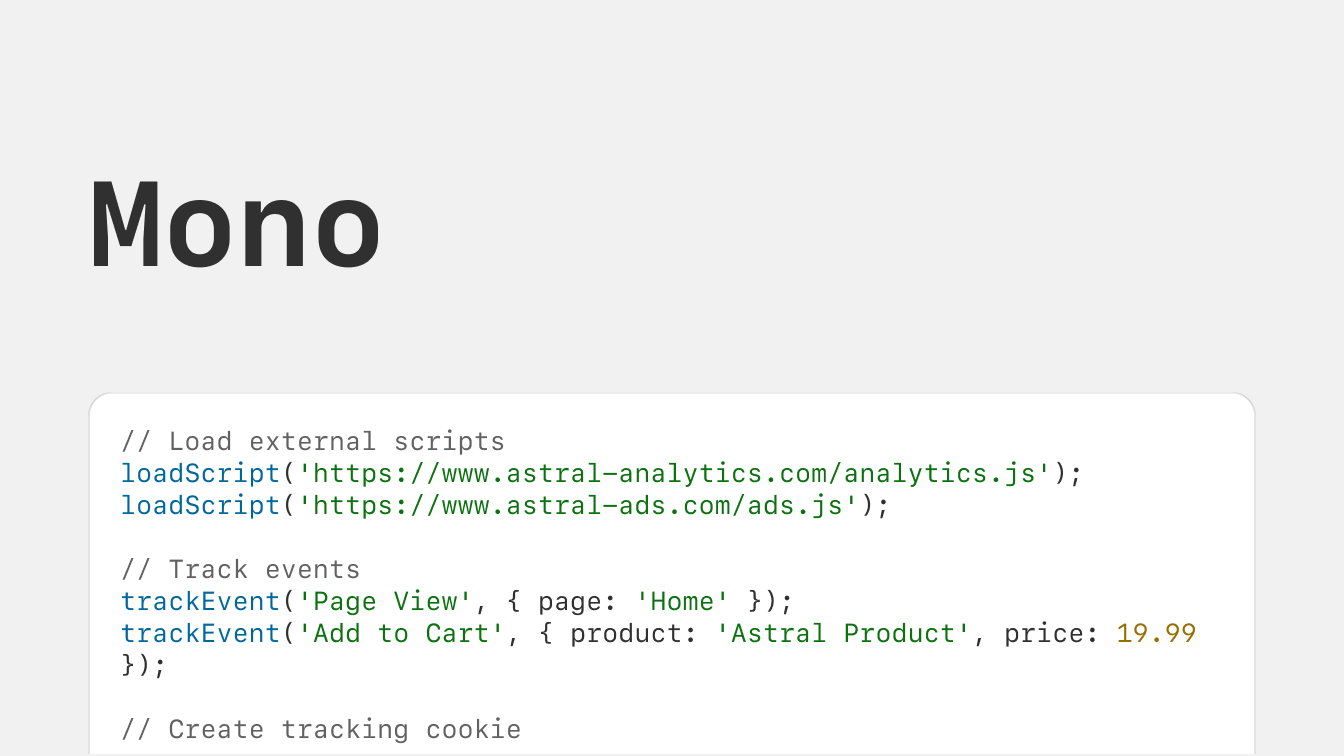 Mono
// Load external scripts
loadScript('https://www.astral-analytics.com/analytics.js');
loadScript('https://www.astral-ads.com/ads.js');
// Track events
trackEvent('Page View', { page: 'Home' });
trackEvent('Add to Cart', { product: 'Astral Product', price: 19.99
});
// Create tracking cookie